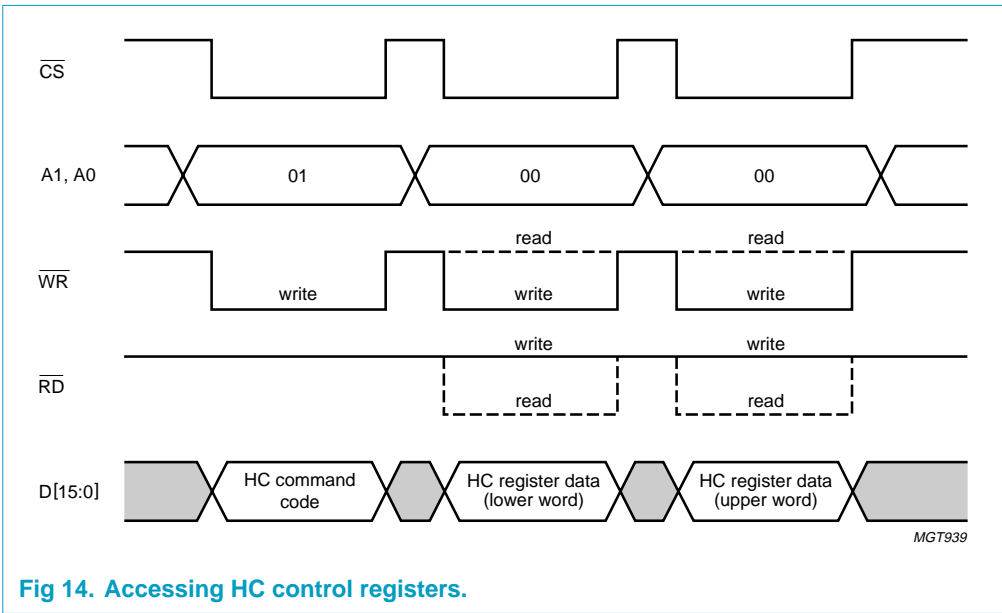 CS
A1, A0
01
00
00
read
read
WR
write
write
write
write
write
RD
read
read
D[15:0]
HC command
code
HC register data
(lower word)
HC register data
(upper word)
MGT939
Fig 14. Accessing HC control registers.